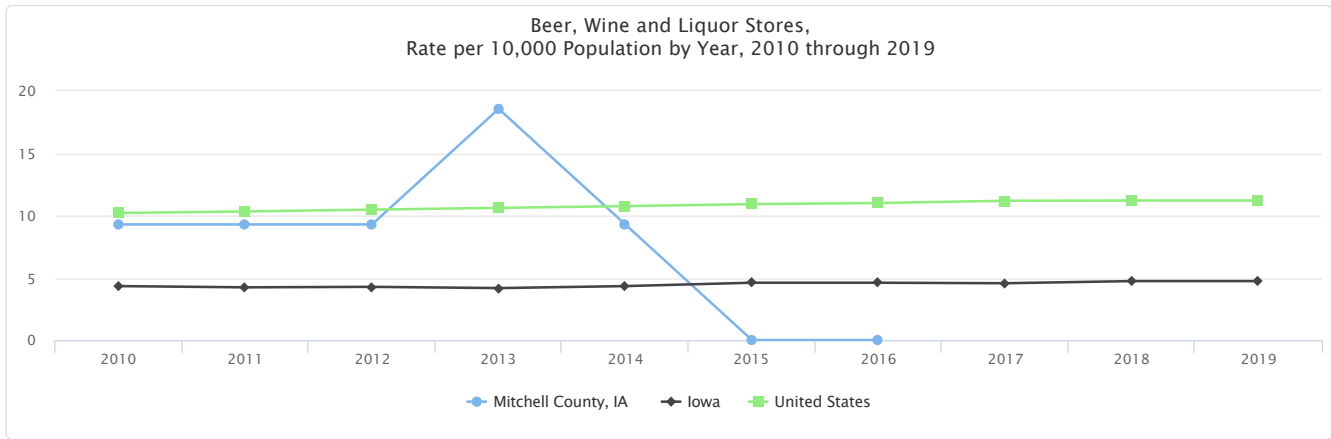 Beer, Wine and Liquor Stores,
Rate per 10,000 Population by Year, 2010 through 2019
20
15
10
5
0
2010 2011 2012 2013 2014 2015 2016 2017 2018 2019
Mitchell County, IA Iowa United States